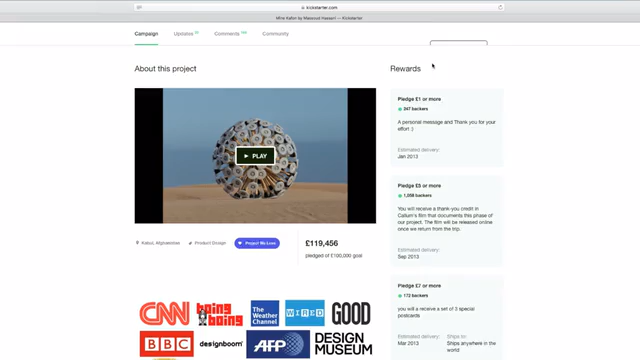 kickstarter.com
Mine Kafon by Massoud Hassani — Kickstarter
Campaign
Updates
Comments
Community
About this project
Rewards
PLAY
Pledge £1 or more
347 backers
A personal message and Thank you for your
effort :)
Estimated delivery:
Jan 2013
Pledge £5 or more
1,058 backers
You will receive a thank-you credit in
Callum's film that documents this phase of
our project. The film will be released online
once we return from the trip.
Estimated delivery:
Sep 2013
Kabul, Afghanistan
Product Design
Project We Love
£119,456
pledged of £100,000 goal
Pledge £7 or more
172 backers
you will a receive a set of 3 special
postcards
Estimated delivery:
Mar 2013
Ships to:
Ships anywhere in the
world
CNN
boing
boing
The
Weather
Channel
WIRED
GOOD
BBC
designboom
AFP
DESIGN
MUSEUM